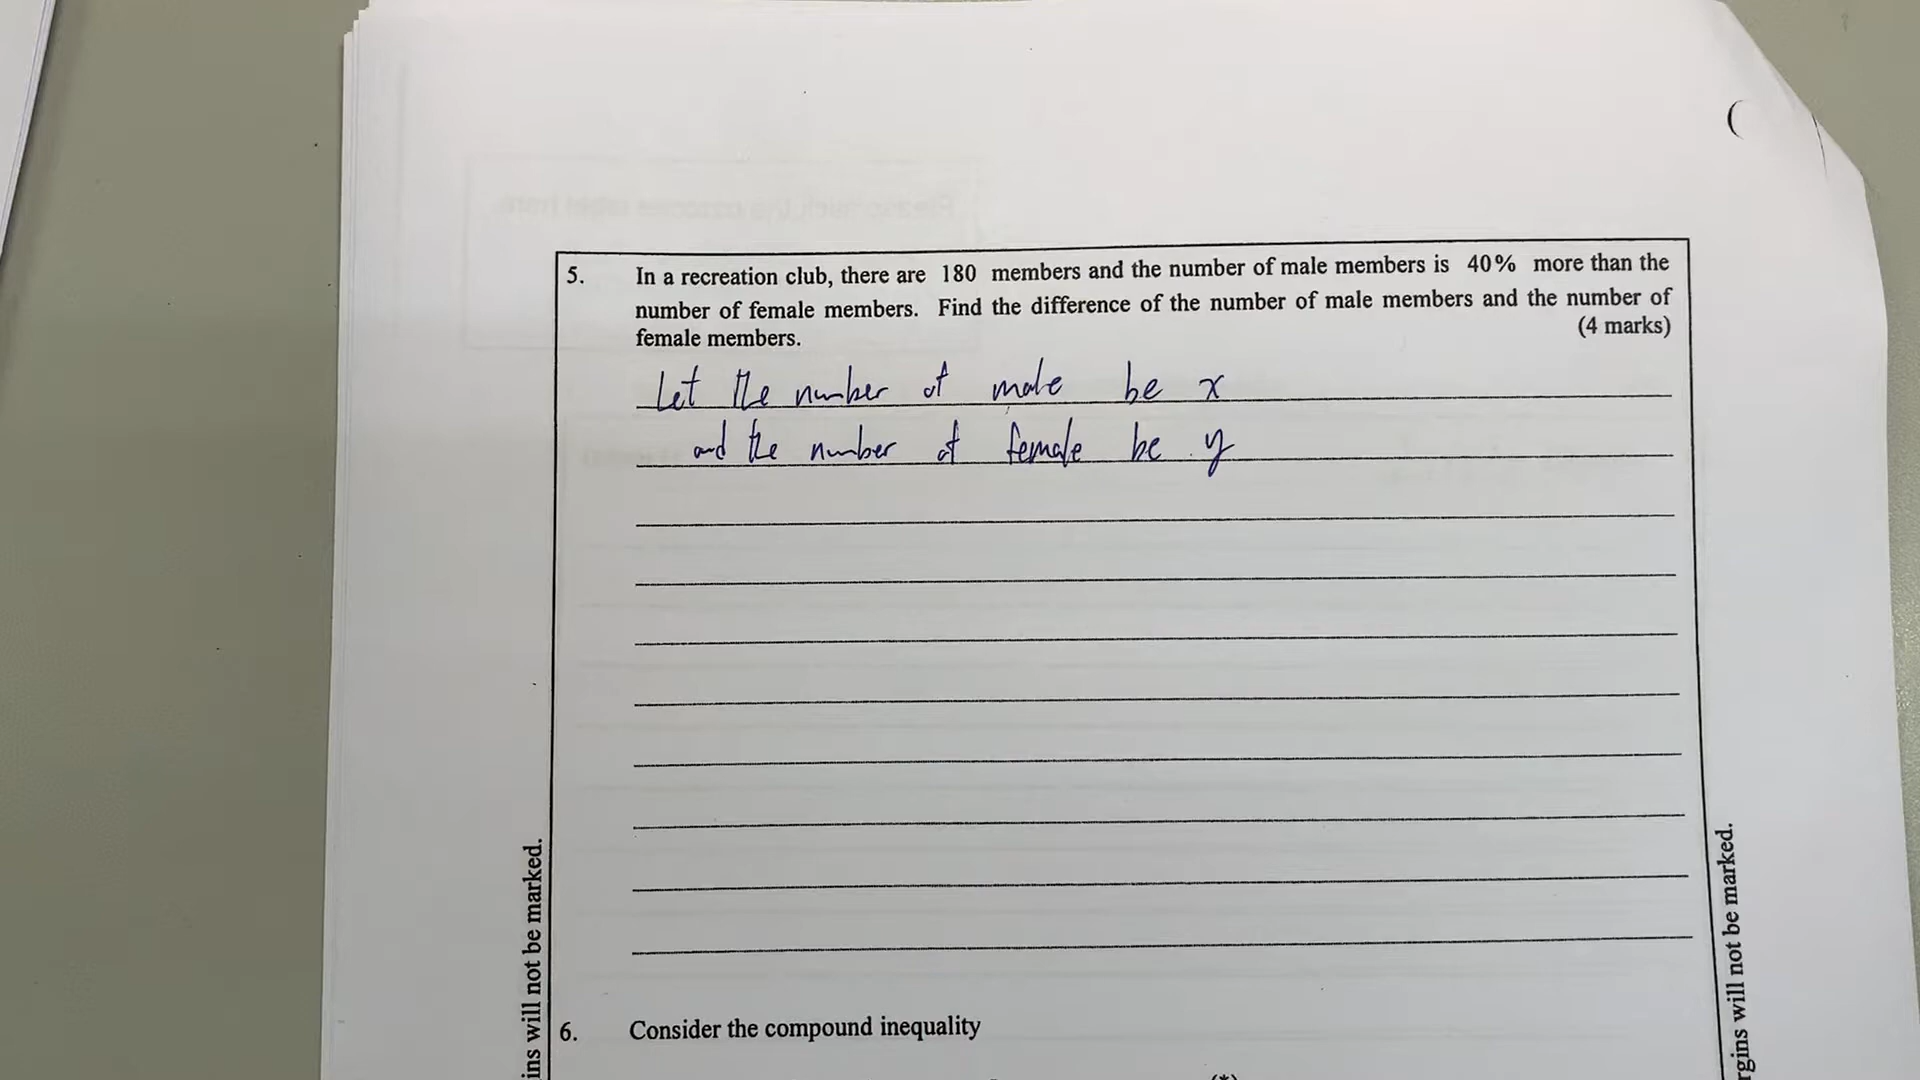 5. In a recreation club, there are 180 members and the number of male members is 40% more than the
number of female members. Find the difference of the number of male members and the number of
female members. (4 marks)
Let the number of male be x
and the number of female be y
6. Consider the compound inequality
(*)
ins will not be marked.
rgins will not be marked.